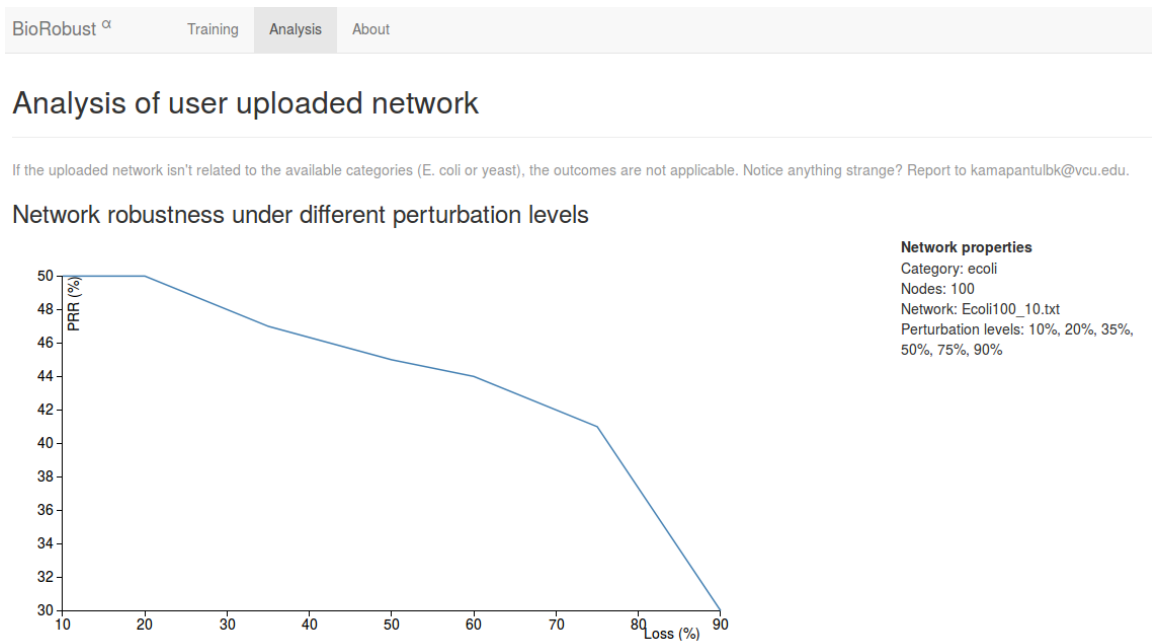 BioRobust α Training Analysis About
Analysis of user uploaded network
If the uploaded network isn't related to the available categories (E. coli or yeast), the outcomes are not applicable. Notice anything strange? Report to kamapantulbk@vcu.edu.
Network robustness under different perturbation levels
50
48
46
44
42
40
38
36
34
32
30
PRR (%)
10 20 30 40 50 60 70 80 90
Loss (%)
Network properties
Category: ecoli
Nodes: 100
Network: Ecoli100_10.txt
Perturbation levels: 10%, 20%, 35%,
50%, 75%, 90%